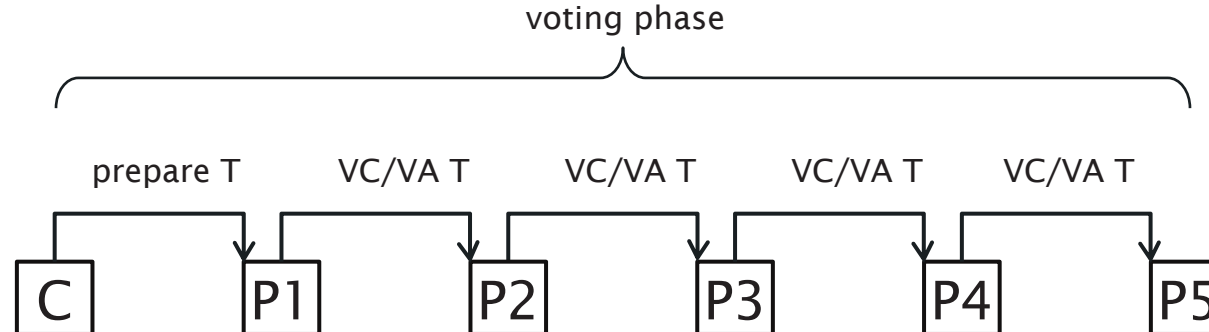 voting phase
prepare T VC/VA T VC/VA T VC/VA T VC/VA T
C P1 P2 P3 P4 P5